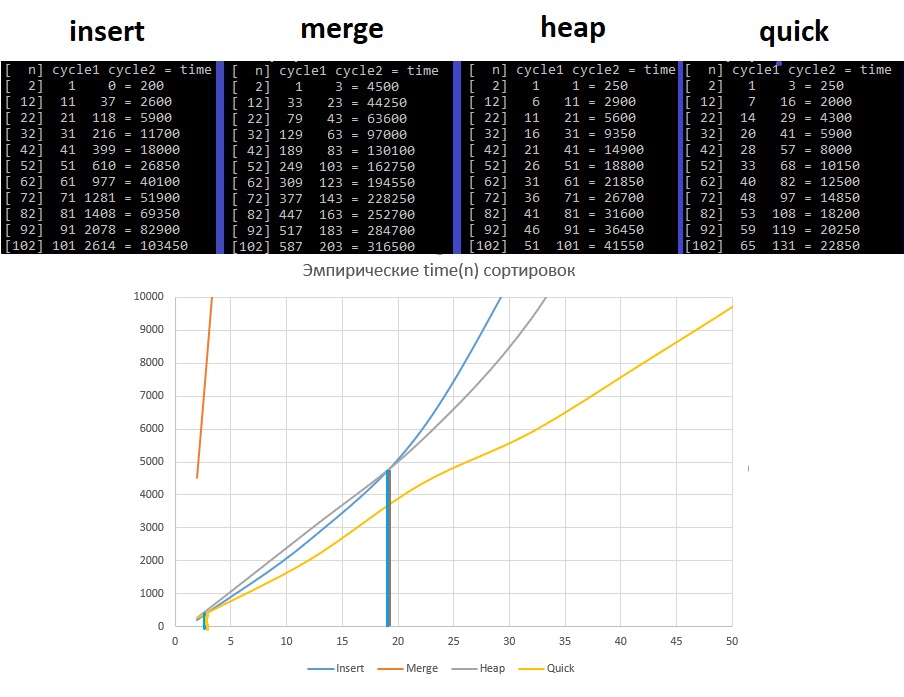 insert merge heap quick
[  n] cycle1 cycle2 = time [  n] cycle1 cycle2 = time [  n] cycle1 cycle2 = time [  n] cycle1 cycle2 = time
[  2] 1 0 = 200 [  2] 1 3 = 4500 [  2] 1 1 = 250 [  2] 1 3 = 250
[ 12] 11 37 = 2600 [ 12] 33 23 = 44250 [ 12] 6 11 = 2900 [ 12] 7 16 = 2000
[ 22] 21 118 = 5900 [ 22] 79 43 = 63600 [ 22] 11 21 = 5600 [ 22] 14 29 = 4300
[ 32] 31 216 = 11700 [ 32] 129 63 = 97000 [ 32] 16 31 = 9350 [ 32] 20 41 = 5900
[ 42] 41 399 = 18000 [ 42] 189 83 = 130100 [ 42] 21 41 = 14900 [ 42] 28 57 = 8000
[ 52] 51 610 = 26850 [ 52] 249 103 = 162750 [ 52] 26 51 = 18800 [ 52] 33 68 = 10150
[ 62] 61 977 = 40100 [ 62] 309 123 = 194550 [ 62] 31 61 = 21850 [ 62] 40 82 = 12500
[ 72] 71 1281 = 51900 [ 72] 377 143 = 228250 [ 72] 36 71 = 26700 [ 72] 48 97 = 14850
[ 82] 81 1408 = 69350 [ 82] 447 163 = 252700 [ 82] 41 81 = 31600 [ 82] 53 108 = 18200
[ 92] 91 2078 = 82900 [ 92] 517 183 = 284700 [ 92] 46 91 = 36450 [ 92] 59 119 = 20250
[102] 101 2614 = 103450 [102] 587 203 = 316500 [102] 51 101 = 41550 [102] 65 131 = 22850
Эмпирические time(n) сортировок
10000
9000
8000
7000
6000
5000
4000
3000
2000
1000
0
0 5 10 15 20 25 30 35 40 45 50
Insert Merge Heap Quick